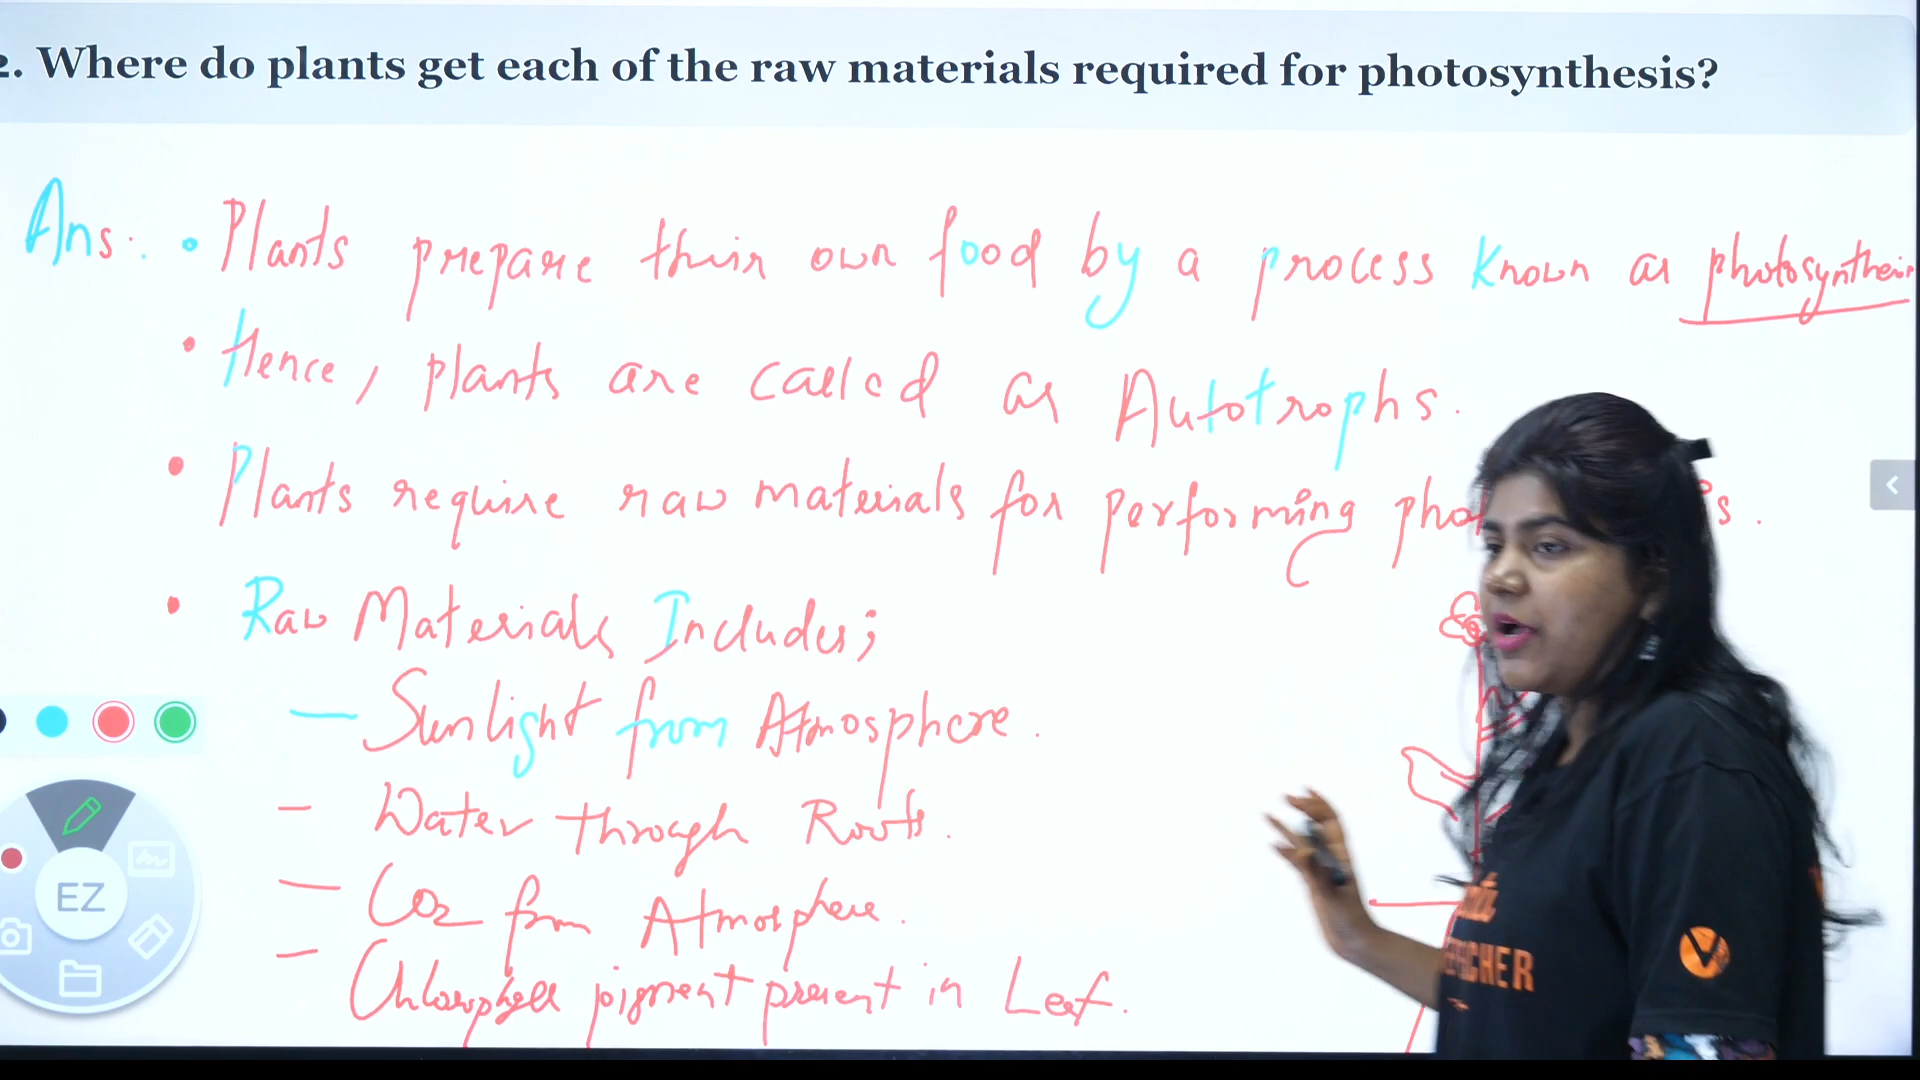 2. Where do plants get each of the raw materials required for photosynthesis?
Ans:. • Plants prepare their own food by a process known as photosynthesis
• Hence, plants are called as Autotrophs.
• Plants require raw materials for performing
• Raw Materials Includes;
— Sunlight from Atmosphere.
- Water through Roots.
— CO2 from Atmosphere.
- Chlorophyll pigment present in Leaf.
EZ